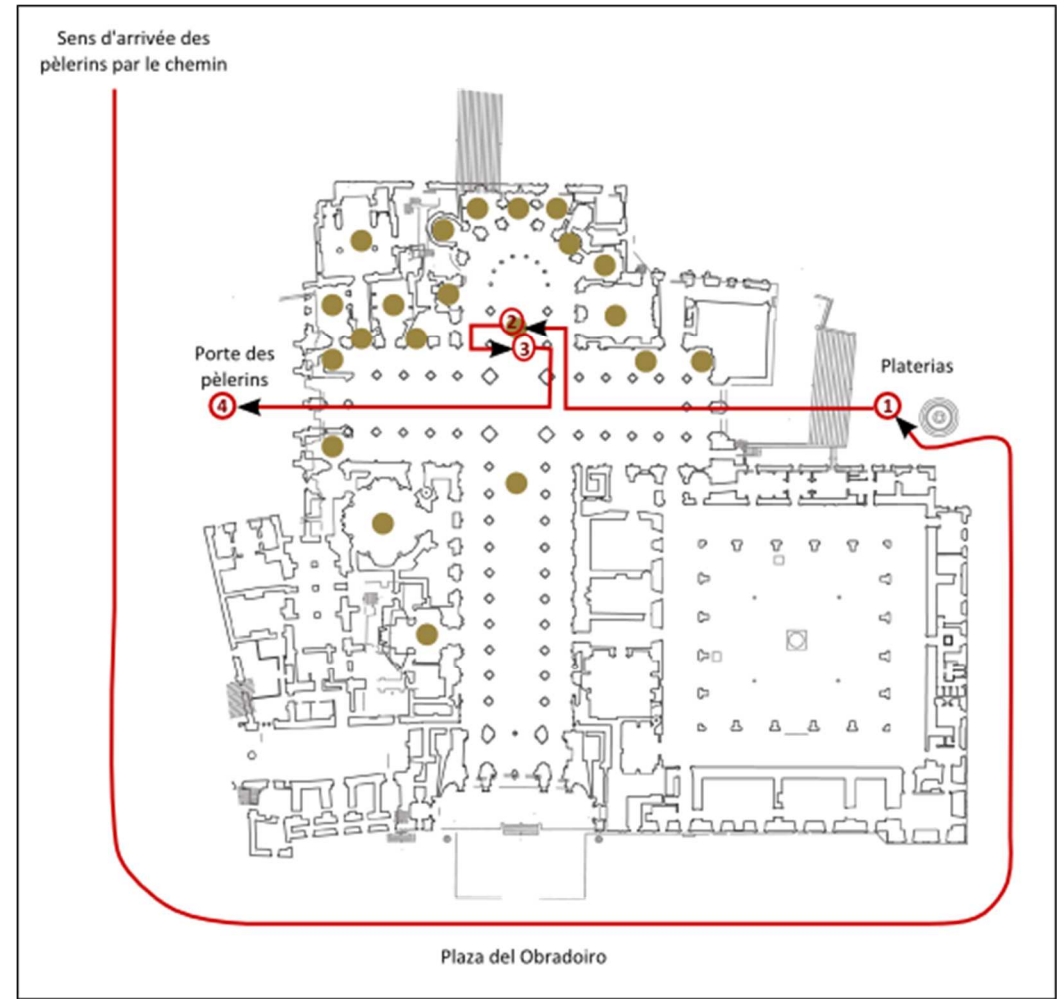 Sens d'arrivée des
pèlerins par le chemin
2
3
Porte des
pèlerins
4
Platerias
1
Plaza del Obradoiro